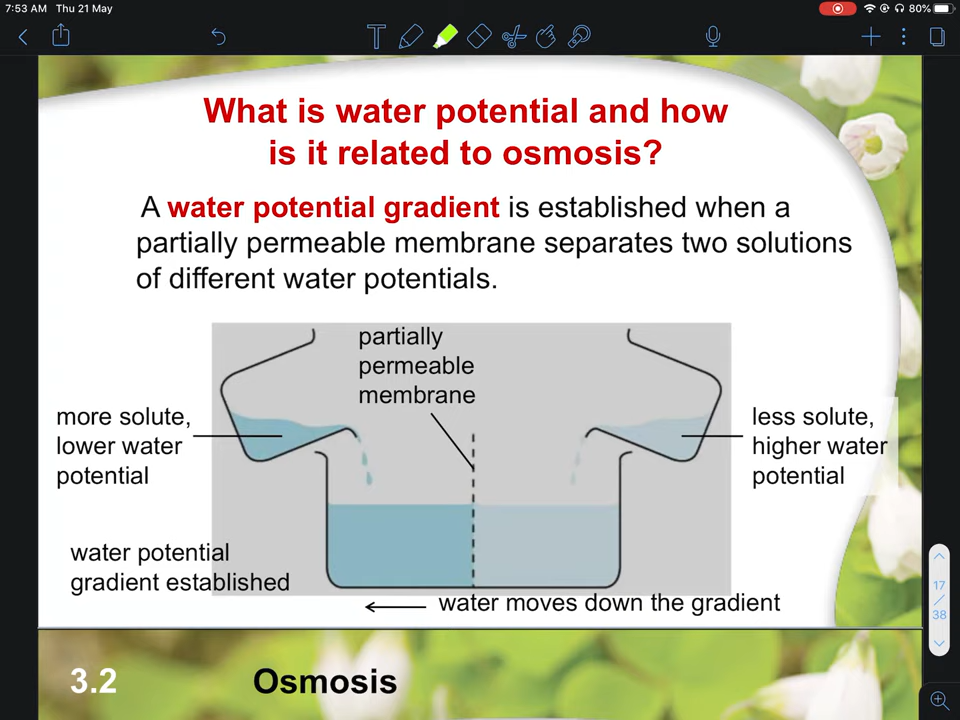 7:53 AM Thu 21 May
80%
What is water potential and how
is it related to osmosis?
A water potential gradient is established when a
partially permeable membrane separates two solutions
of different water potentials.
partially
permeable
membrane
more solute,
lower water
potential
less solute,
higher water
potential
water potential
gradient established
water moves down the gradient
17
/
38
3.2 Osmosis